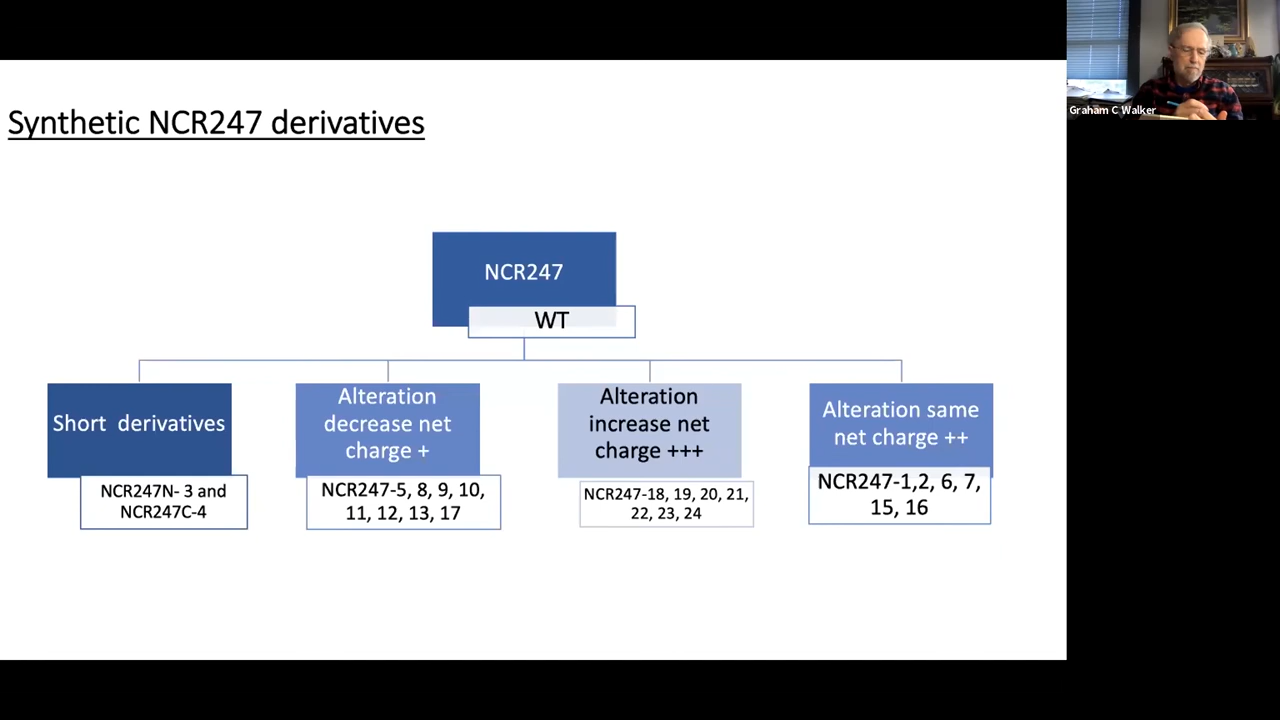 Graham C Walker
Synthetic NCR247 derivatives
NCR247
WT
Short derivatives
NCR247N- 3 and
NCR247C-4
Alteration
decrease net
charge +
NCR247-5, 8, 9, 10,
11, 12, 13, 17
Alteration
increase net
charge +++
NCR247-18, 19, 20, 21,
22, 23, 24
Alteration same
net charge ++
NCR247-1,2, 6, 7,
15, 16